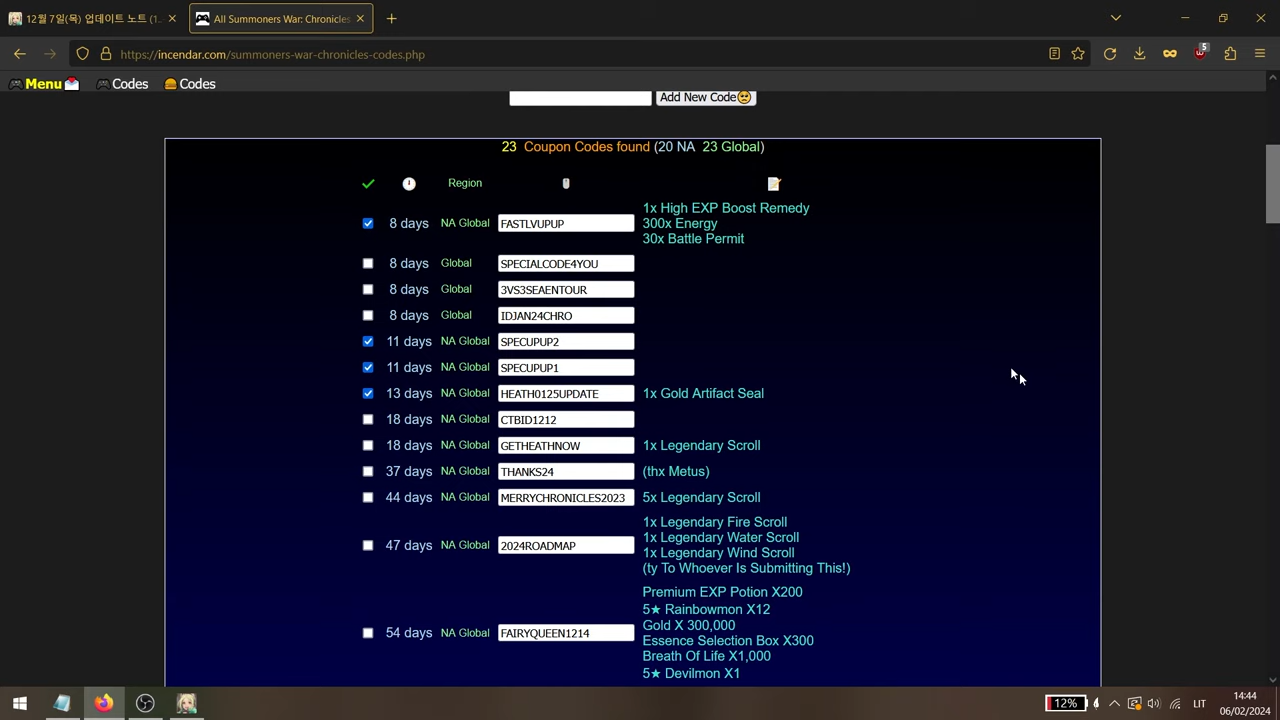 12월 7일(목) 업데이트 노트 (1..
All Summoners War: Chronicles
https://incendar.com/summoners-war-chronicles-codes.php
5
Menu Codes Codes
Add New Code
23 Coupon Codes found (20 NA 23 Global)
Region
8 days NA Global FASTLVUPUP 1x High EXP Boost Remedy
300x Energy
30x Battle Permit
8 days Global SPECIALCODE4YOU
8 days Global 3VS3SEAENTOUR
8 days Global IDJAN24CHRO
11 days NA Global SPECUPUP2
11 days NA Global SPECUPUP1
13 days NA Global HEATH0125UPDATE 1x Gold Artifact Seal
18 days NA Global CTBID1212
18 days NA Global GETHEATHNOW 1x Legendary Scroll
37 days NA Global THANKS24 (thx Metus)
44 days NA Global MERRYCHRONICLES2023 5x Legendary Scroll
47 days NA Global 2024ROADMAP 1x Legendary Fire Scroll
1x Legendary Water Scroll
1x Legendary Wind Scroll
(ty To Whoever Is Submitting This!)
54 days NA Global FAIRYQUEEN1214 Premium EXP Potion X200
5★ Rainbowmon X12
Gold X 300,000
Essence Selection Box X300
Breath Of Life X1,000
5★ Devilmon X1
12% LIT 14:44
06/02/2024